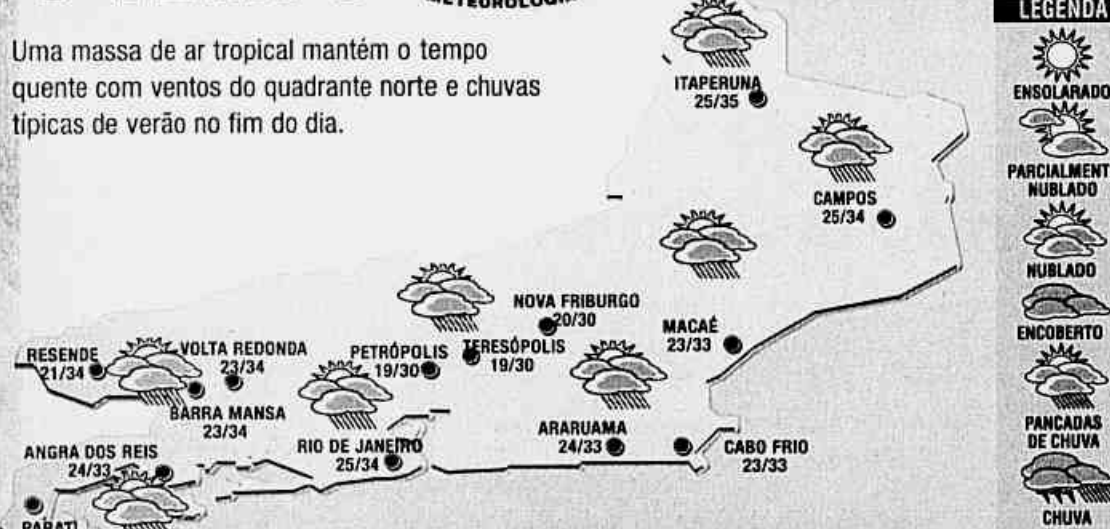 METEOROLOGIA
LEGENDA
Uma massa de ar tropical mantém o tempo
quente com ventos do quadrante norte e chuvas
típicas de verão no fim do dia.
ITAPERUNA
25/35
CAMPOS
25/34
NOVA FRIBURGO
20/30
MACAÉ
23/33
RESENDE
21/34
VOLTA REDONDA
23/34
PETRÓPOLIS
19/30
TERESÓPOLIS
19/30
BARRA MANSA
23/34
ANGRA DOS REIS
24/33
RIO DE JANEIRO
25/34
ARARUAMA
24/33
CABO FRIO
23/33
PARATI
ENSOLARADO
PARCIALMENT
NUBLADO
NUBLADO
ENCOBERTO
PANCADAS
DE CHUVA
CHUVA